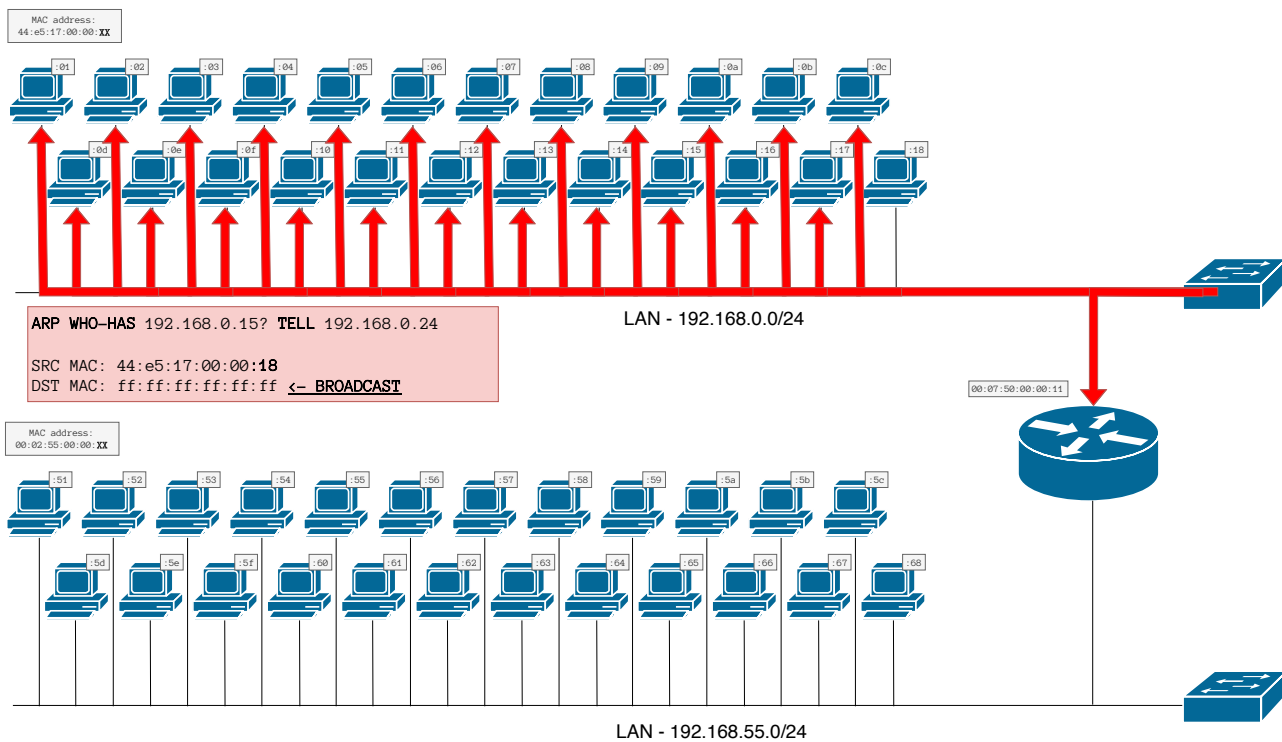 MAC address:
44:e5:17:00:00:XX
:01
:02
:03
:04
:05
:06
:07
:08
:09
:0a
:0b
:0c
:0d
:0e
:0f
:10
:11
:12
:13
:14
:15
:16
:17
:18
ARP WHO-HAS 192.168.0.15? TELL 192.168.0.24
SRC MAC: 44:e5:17:00:00:18
DST MAC: ff:ff:ff:ff:ff:ff <- BROADCAST
LAN - 192.168.0.0/24
00:07:50:00:00:11
MAC address:
00:02:55:00:00:XX
:51
:52
:53
:54
:55
:56
:57
:58
:59
:5a
:5b
:5c
:5d
:5e
:5f
:60
:61
:62
:63
:64
:65
:66
:67
:68
LAN - 192.168.55.0/24